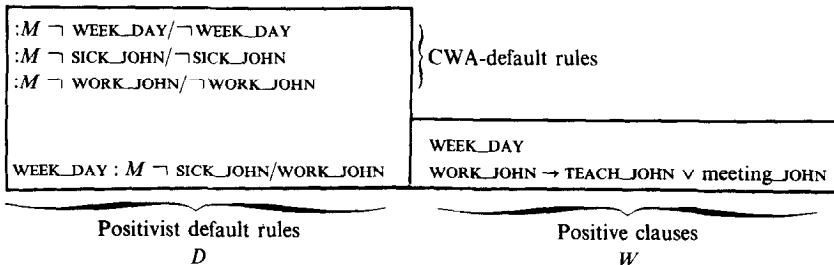 :M ¬ WEEK_DAY/¬WEEK_DAY
:M ¬ SICK_JOHN/¬SICK_JOHN
:M ¬ WORK_JOHN/¬WORK_JOHN
CWA-default rules
WEEK_DAY
WEEK_DAY : M ¬ SICK_JOHN/WORK_JOHN
WORK_JOHN → TEACH_JOHN ∨ meeting_JOHN
Positivist default rules
D
Positive clauses
W